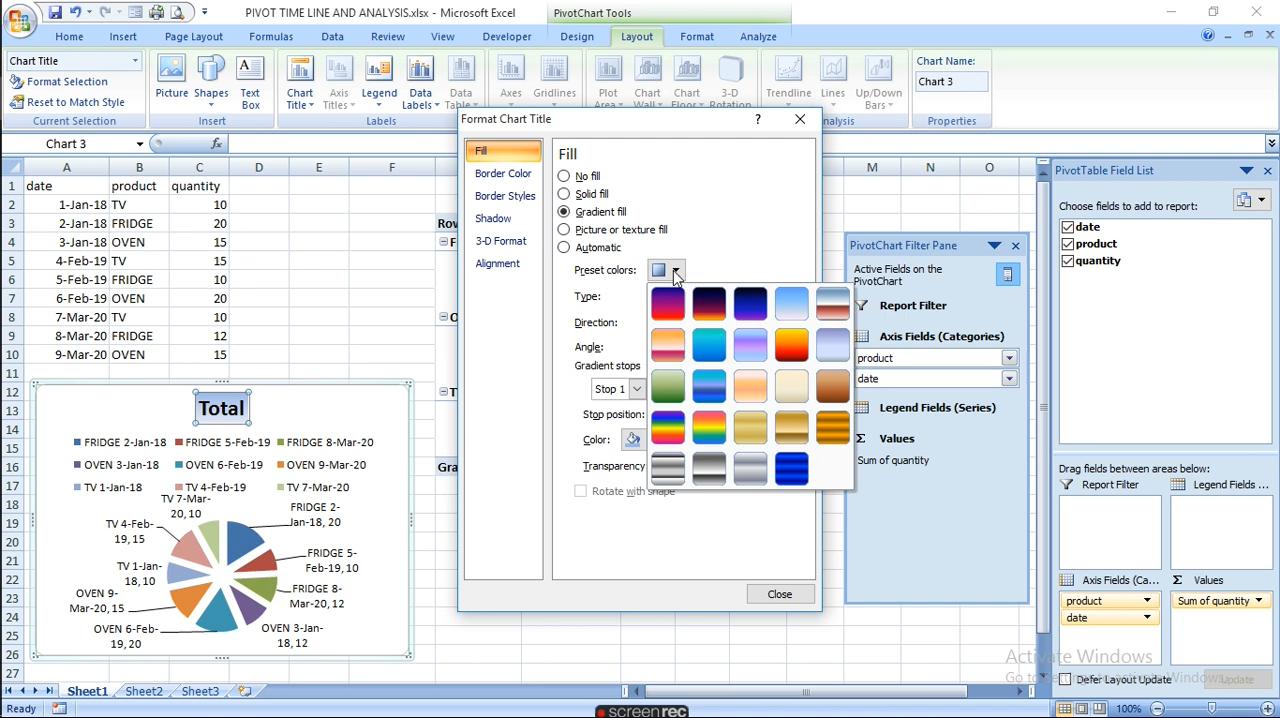 PIVOT TIME LINE AND ANALYSIS.xlsx - Microsoft Excel
PivotChart Tools
Home Insert Page Layout Formulas Data Review View Developer Design Layout Format Analyze
Chart Title
Format Selection
Reset to Match Style
Current Selection
Picture Shapes Text Box
Insert
Chart Title Axis Titles Legend Data Labels Data Table
Labels
Axes Gridlines
Plot Area Chart Wall Chart Floor 3-D Rotation
Trendline Lines Up/Down Bars
nalysis
Chart Name:
Chart 3
Properties
Chart 3
fx
A B C D E F M N O
1 date product quantity
2 1-Jan-18 TV 10
3 2-Jan-18 FRIDGE 20
4 3-Jan-18 OVEN 15
5 4-Feb-19 TV 15
6 5-Feb-19 FRIDGE 10
7 6-Feb-19 OVEN 20
8 7-Mar-20 TV 10
9 8-Mar-20 FRIDGE 12
10 9-Mar-20 OVEN 15
11
12
13
14
15
16
17
18
19
20
21
22
23
24
25
26
27
Row
F
O
T
Gra
Total
FRIDGE 2-Jan-18 FRIDGE 5-Feb-19 FRIDGE 8-Mar-20
OVEN 3-Jan-18 OVEN 6-Feb-19 OVEN 9-Mar-20
TV 1-Jan-18 TV 4-Feb-19 TV 7-Mar-20
TV 7-Mar-
20, 10
FRIDGE 2-
Jan-18, 20
TV 4-Feb-
19, 15
FRIDGE 5-
Feb-19, 10
TV 1-Jan-
18, 10
FRIDGE 8-
Mar-20, 12
OVEN 9-
Mar-20, 15
OVEN 6-Feb-
19, 20
OVEN 3-Jan-
18, 12
Format Chart Title
?
Fill
Border Color
Border Styles
Shadow
3-D Format
Alignment
Fill
No fill
Solid fill
Gradient fill
Picture or texture fill
Automatic
Preset colors:
Type:
Direction:
Angle:
Gradient stops
Stop 1
Stop position:
Color:
Transparency
Rotate with shape
Close
PivotChart Filter Pane
Active Fields on the
PivotChart
Report Filter
Axis Fields (Categories)
product
date
Legend Fields (Series)
Σ Values
Sum of quantity
PivotTable Field List
Choose fields to add to report:
date
product
quantity
Drag fields between areas below:
Report Filter Legend Fields ...
Axis Fields (Ca... Σ Values
product Sum of quantity
date
Defer Layout Update Update
Activate Windows
Sheet1 Sheet2 Sheet3
Ready
screenrec
100%